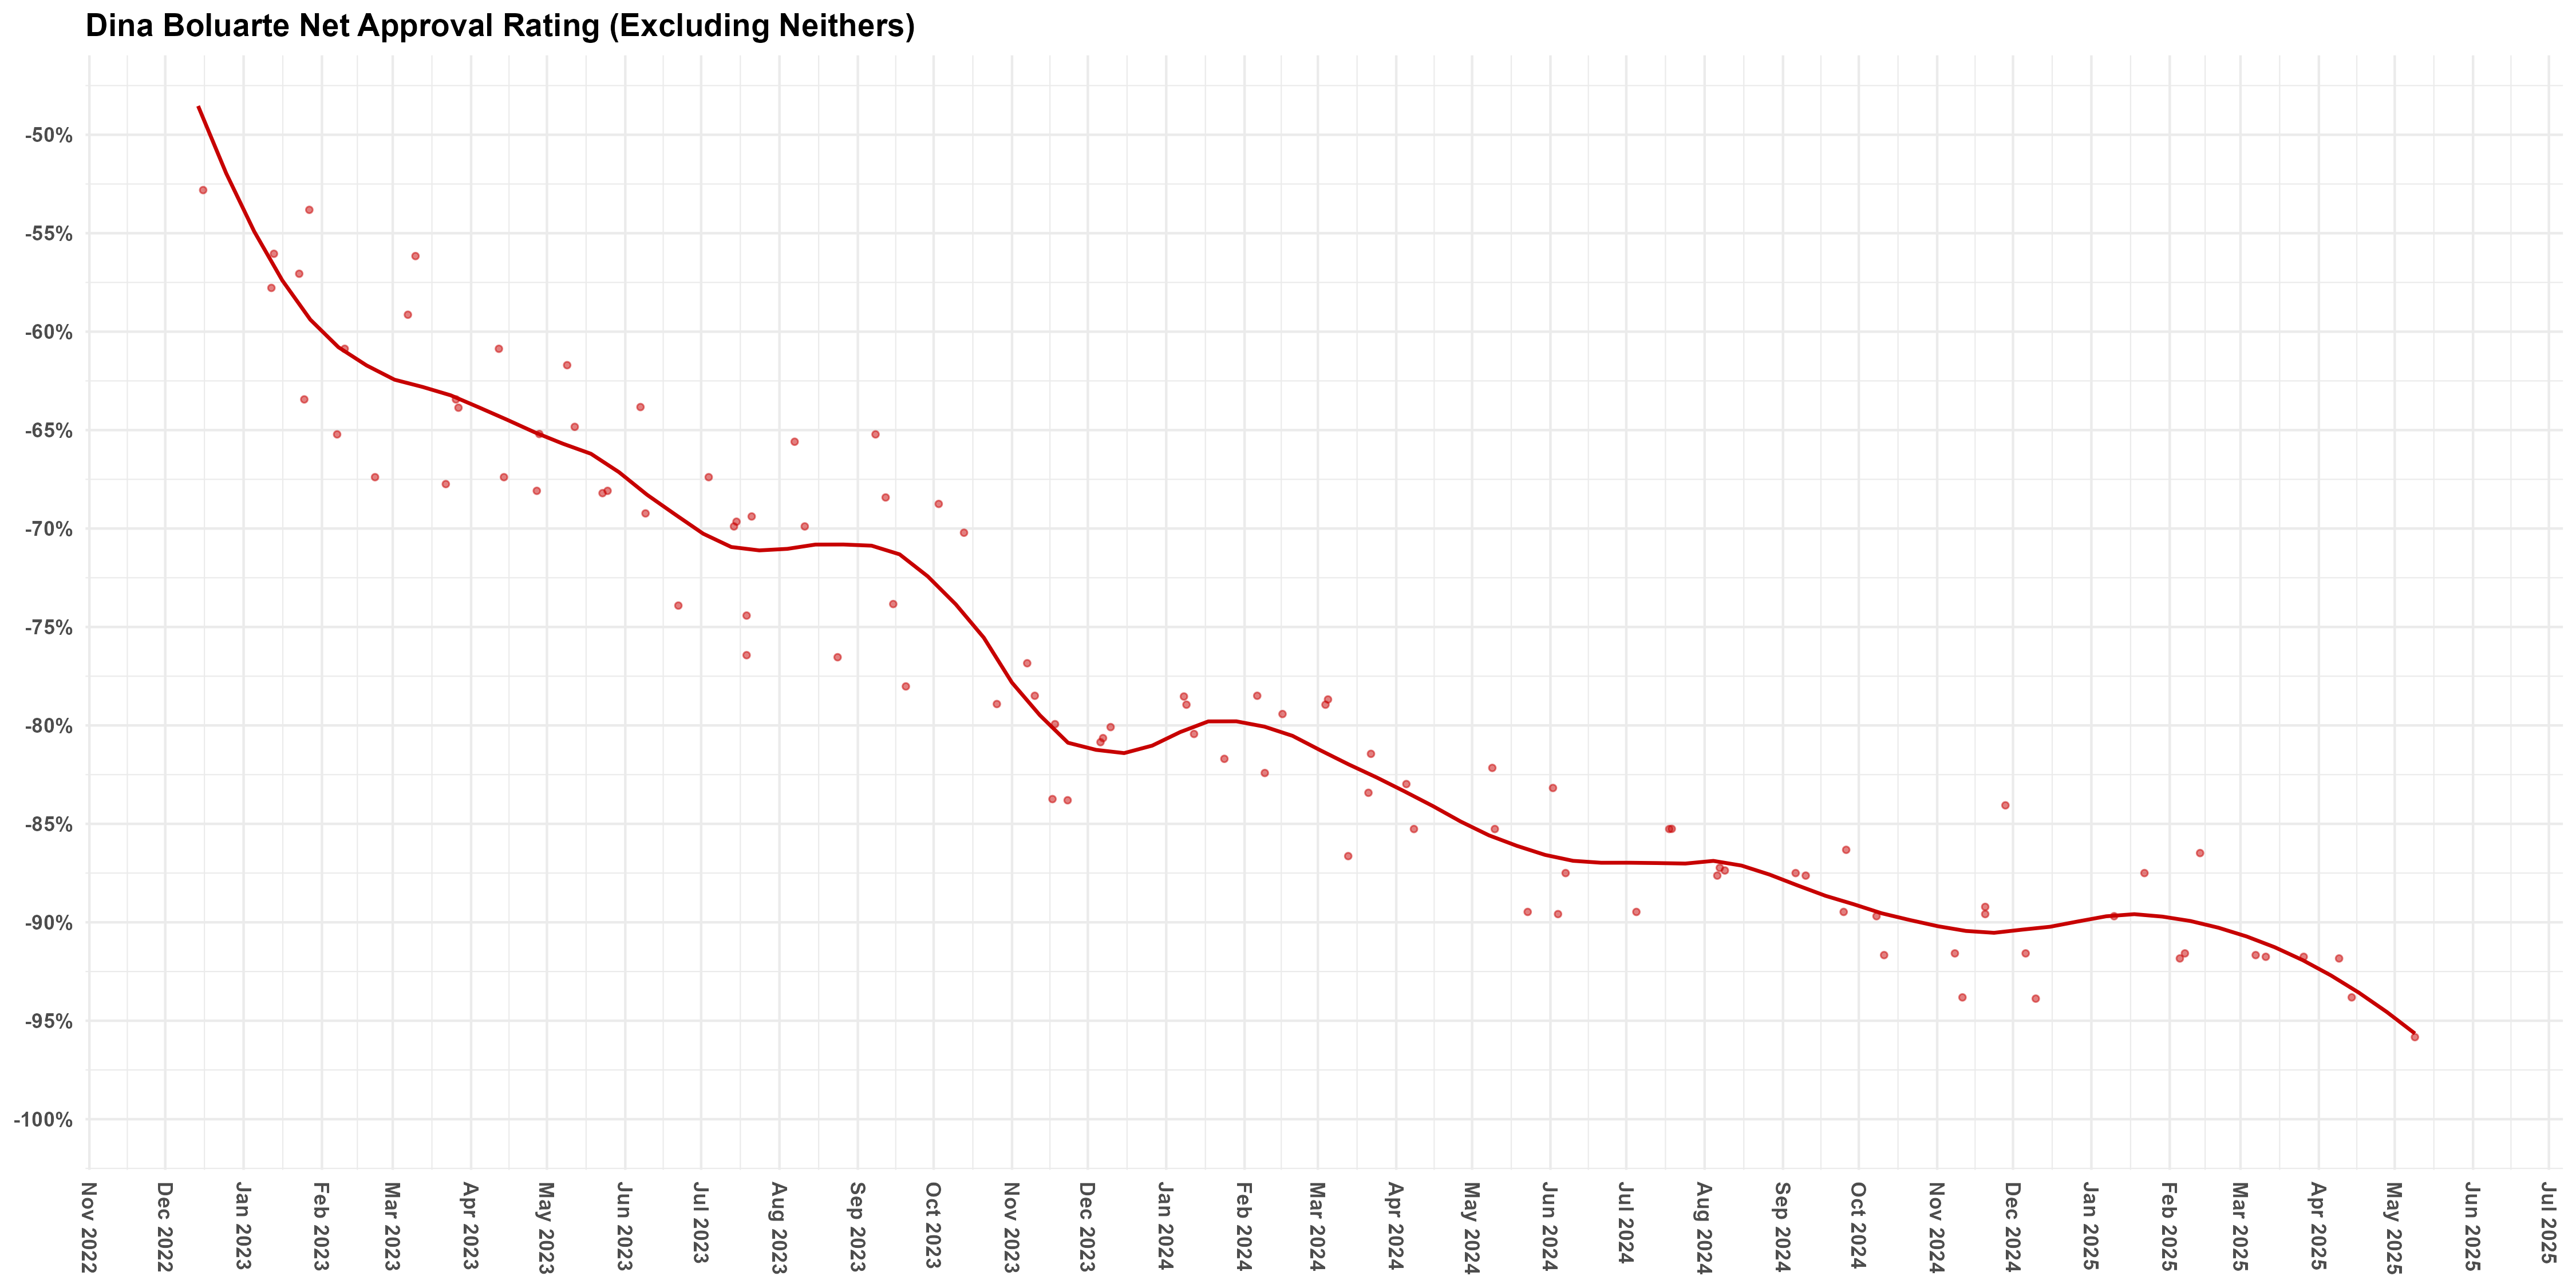 Dina Boluarte Net Approval Rating (Excluding Neithers)
-50%
-55%
-60%
-65%
-70%
-75%
-80%
-85%
-90%
-95%
-100%
Nov 2022
Dec 2022
Jan 2023
Feb 2023
Mar 2023
Apr 2023
May 2023
Jun 2023
Jul 2023
Aug 2023
Sep 2023
Oct 2023
Nov 2023
Dec 2023
Jan 2024
Feb 2024
Mar 2024
Apr 2024
May 2024
Jun 2024
Jul 2024
Aug 2024
Sep 2024
Oct 2024
Nov 2024
Dec 2024
Jan 2025
Feb 2025
Mar 2025
Apr 2025
May 2025
Jun 2025
Jul 2025